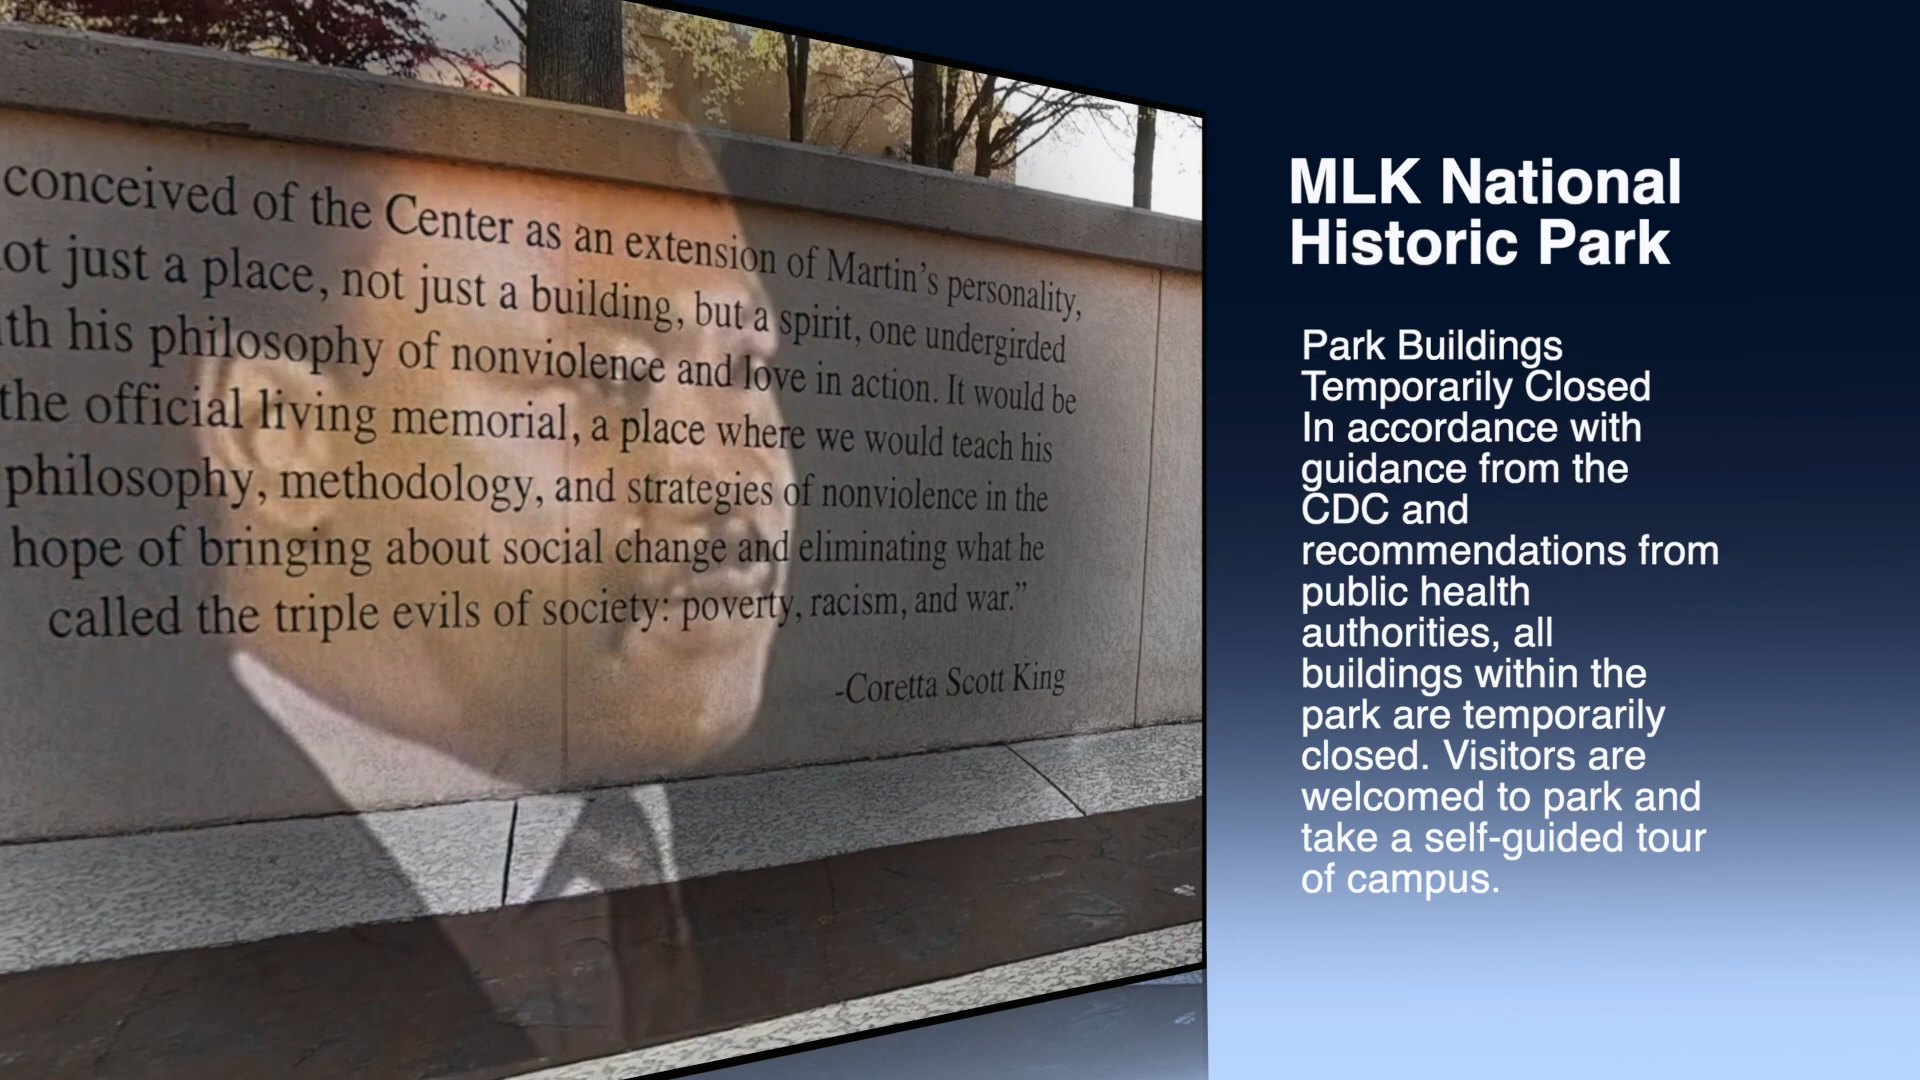 conceived of the Center as an extension of Martin's personality,
not just a place, not just a building, but a spirit, one undergirded
with his philosophy of nonviolence and love in action. It would be
the official living memorial, a place where we would teach his
philosophy, methodology, and strategies of nonviolence in the
hope of bringing about social change and eliminating what he
called the triple evils of society: poverty, racism, and war.”
-Coretta Scott King
MLK National
Historic Park
Park Buildings
Temporarily Closed
In accordance with
guidance from the
CDC and
recommendations from
public health
authorities, all
buildings within the
park are temporarily
closed. Visitors are
welcomed to park and
take a self-guided tour
of campus.